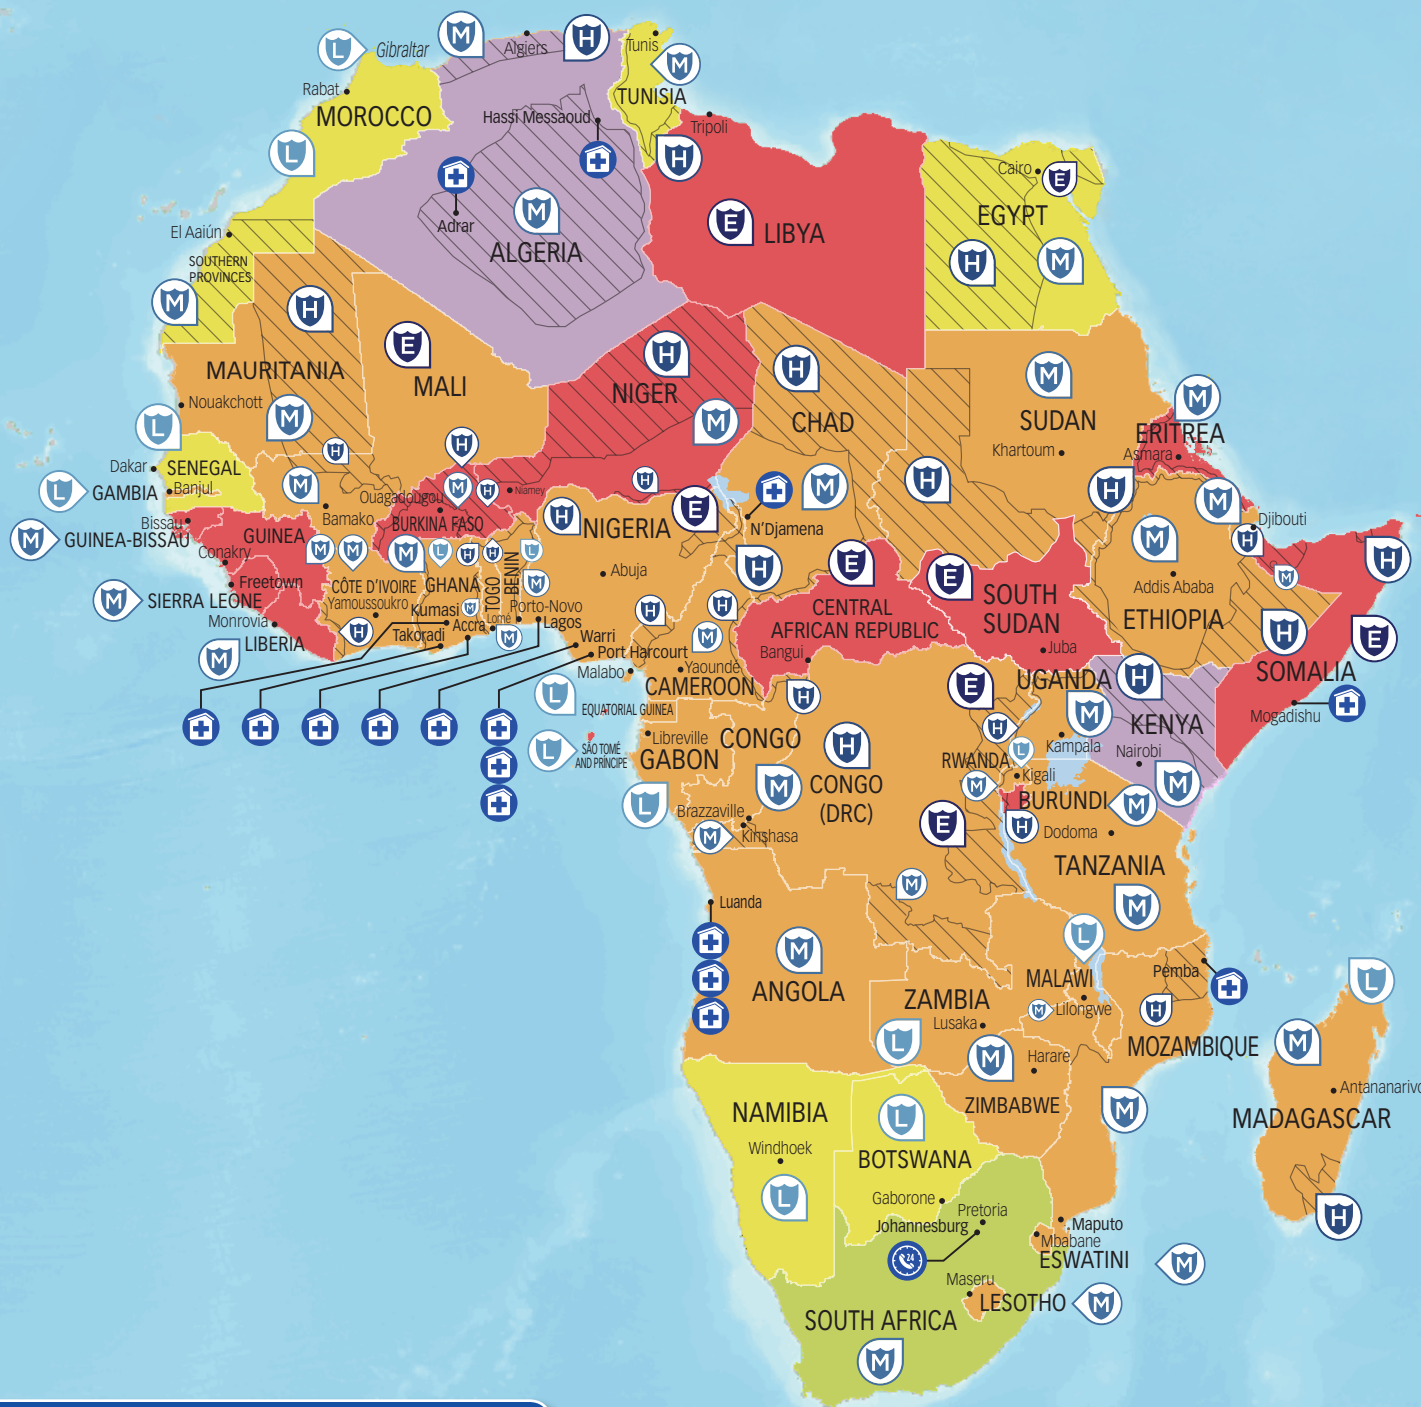 L
Gibraltar
M
Algiers
H
Tunis
M
Rabat
MOROCCO
TUNISIA
Hassi Messaoud
Tripoli
L
H
Cairo
E
Adrar
M
ALGERIA
E
LIBYA
EGYPT
El Aaiún
SOUTHERN
PROVINCES
H
M
M
H
E
MAURITANIA
MALI
H
NIGER
H
M
SUDAN
M
Nouakchott
M
M
CHAD
ERITREA
L
H
H
Khartoum
Asmara
Dakar
SENEGAL
L
GAMBIA
Banjul
M
Ouagadougou
M
H
Niamey
H
M
H
H
M
Bissau
GUINEA-BISSAU
M
GUINEA
Bamako
BURKINA FASO
H
NIGERIA
E
N'Djamena
M
Djibouti
H
H
Conakry
M
M
M
L
H
H
L
H
E
E
Addis Ababa
M
Freetown
CÔTE D'IVOIRE
GHANA
TOGO
BENIN
M
Abuja
M
SIERRA LEONE
Yamoussoukro
Kumasi
M
Porto-Novo
H
H
CENTRAL
AFRICAN REPUBLIC
SOUTH
SUDAN
ETHIOPIA
Monrovia
LIBERIA
H
Takoradi
Accra
Lomé
M
Lagos
Warri
M
H
E
M
Port Harcourt
Bangui
Juba
SOMALIA
Malabo
Yaoundé
CAMEROON
UGANDA
H
L
EQUATORIAL GUINEA
H
E
M
KENYA
Mogadishu
L
SÃO TOMÉ
AND PRÍNCIPE
Libreville
GABON
CONGO
H
H
L
Kampala
Nairobi
RWANDA
Kigali
M
CONGO
(DRC)
M
BURUNDI
M
M
L
Brazzaville
M
Kinshasa
E
H
Dodoma
TANZANIA
M
M
Luanda
L
M
ANGOLA
MALAWI
Pemba
L
ZAMBIA
Lusaka
M
Lilongwe
H
L
M
Harare
MOZAMBIQUE
M
Antananarivo
NAMIBIA
L
ZIMBABWE
M
MADAGASCAR
Windhoek
BOTSWANA
L
Gaborone
Pretoria
Johannesburg
24
Maputo
Mbabane
ESWATINI
H
M
Maseru
LESOTHO
M
SOUTH AFRICA
M